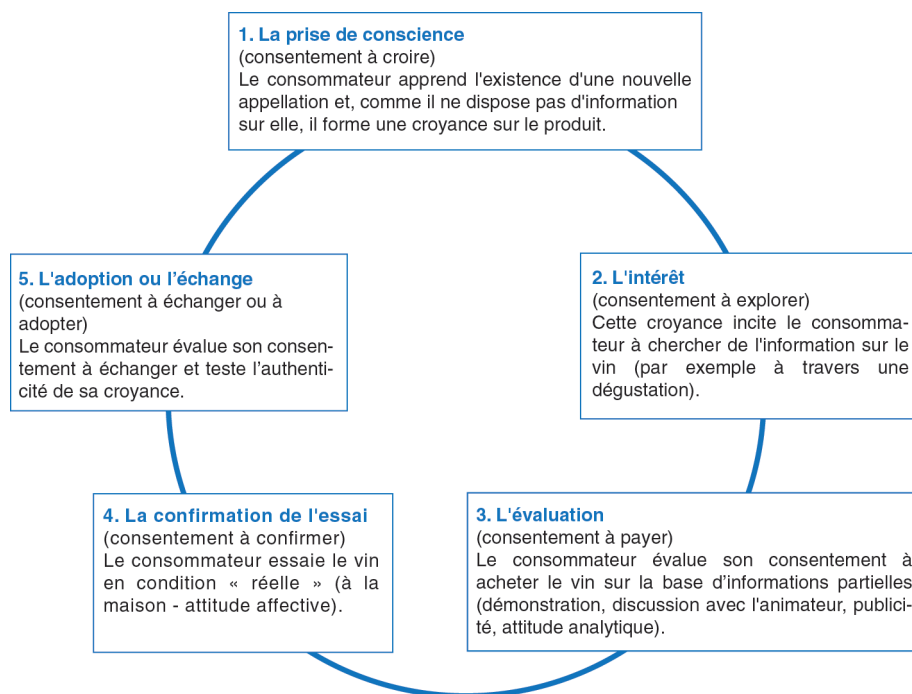 1. La prise de conscience
(consentement à croire)
Le consommateur apprend l'existence d'une nouvelle
appellation et, comme il ne dispose pas d'information
sur elle, il forme une croyance sur le produit.
2. L'intérêt
(consentement à explorer)
Cette croyance incite le consomma-
teur à chercher de l'information sur le
vin (par exemple à travers une
dégustation).
3. L'évaluation
(consentement à payer)
Le consommateur évalue son consentement à
acheter le vin sur la base d’informations partielles
(démonstration, discussion avec l'animateur, publici-
té, attitude analytique).
4. La confirmation de l'essai
(consentement à confirmer)
Le consommateur essaie le vin
en condition « réelle » (à la
maison - attitude affective).
5. L'adoption ou l’échange
(consentement à échanger ou à
adopter)
Le consommateur évalue son consen-
tement à échanger et teste l’authenti-
cité de sa croyance.